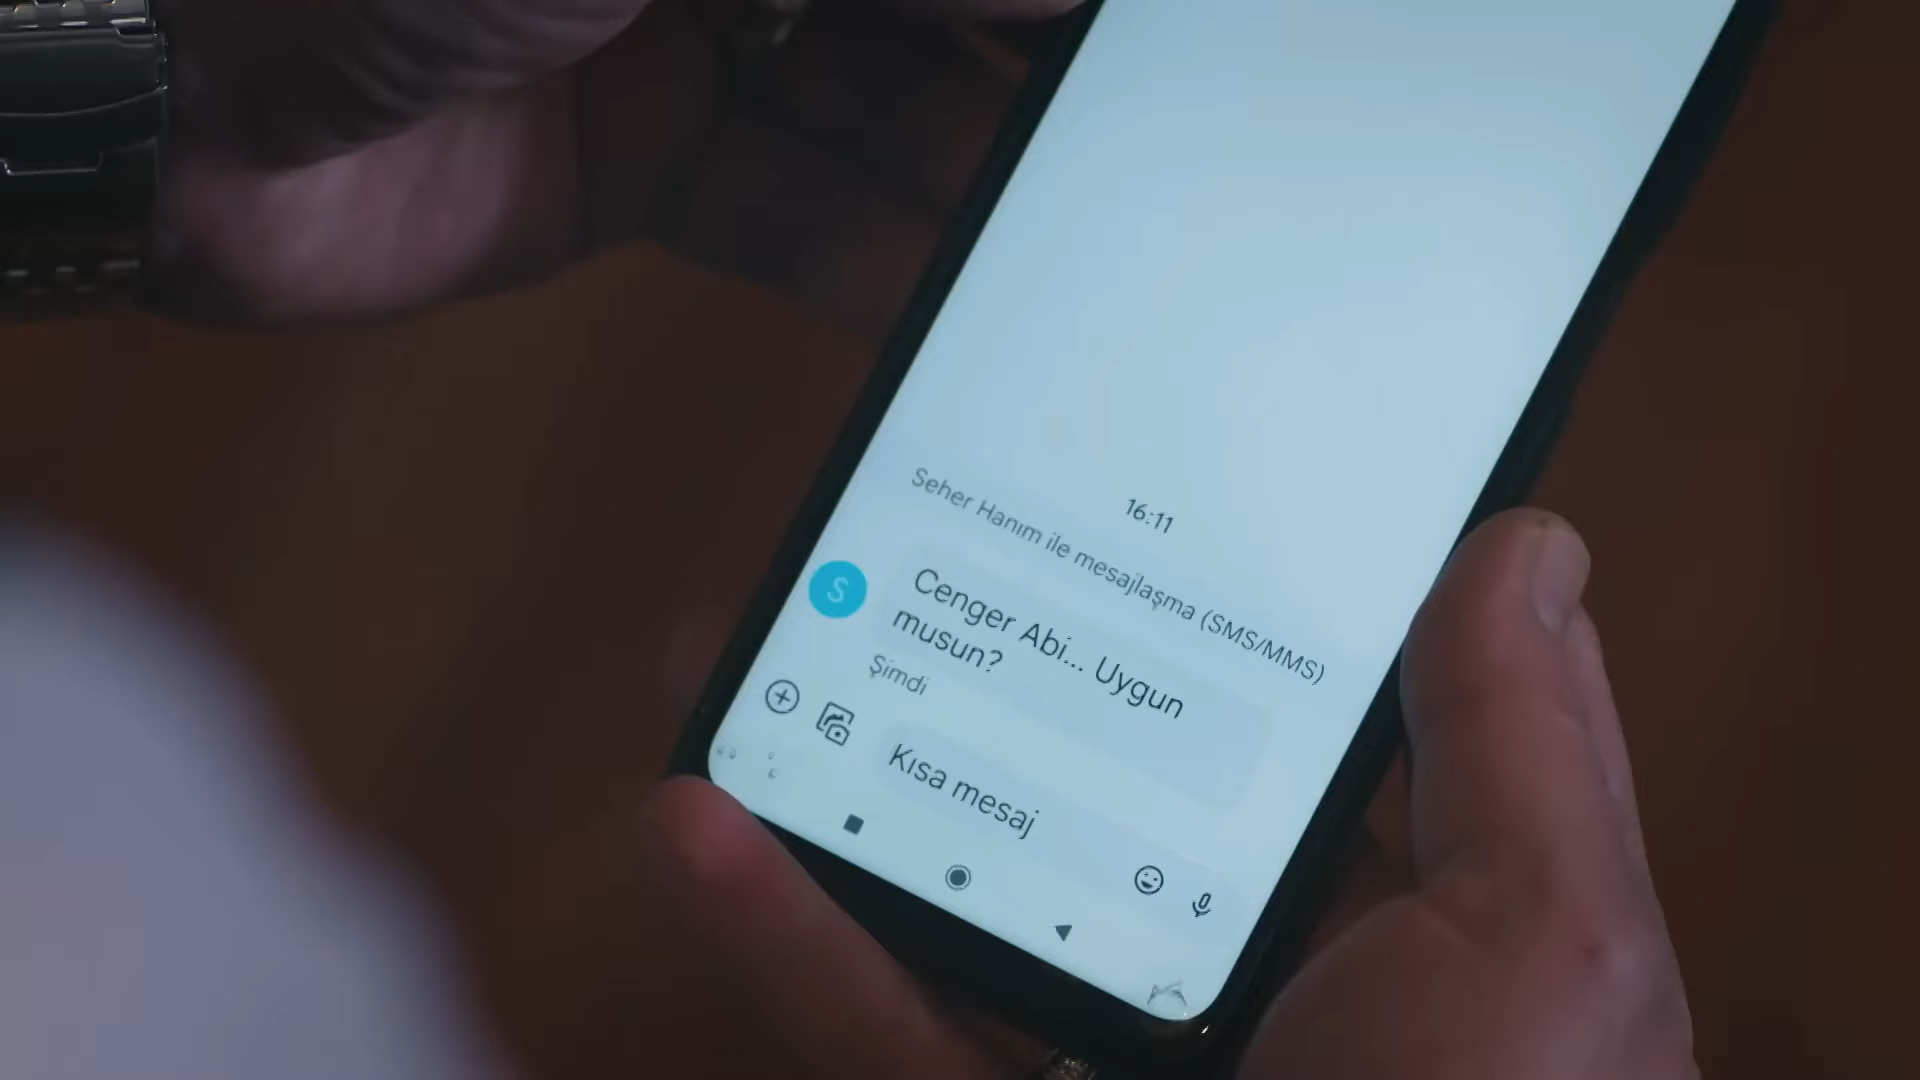 16:11
Seher Hanım ile mesajlaşma (SMS/MMS)
S
Cenger Abi... Uygun
musun?
Şimdi
Kısa mesaj